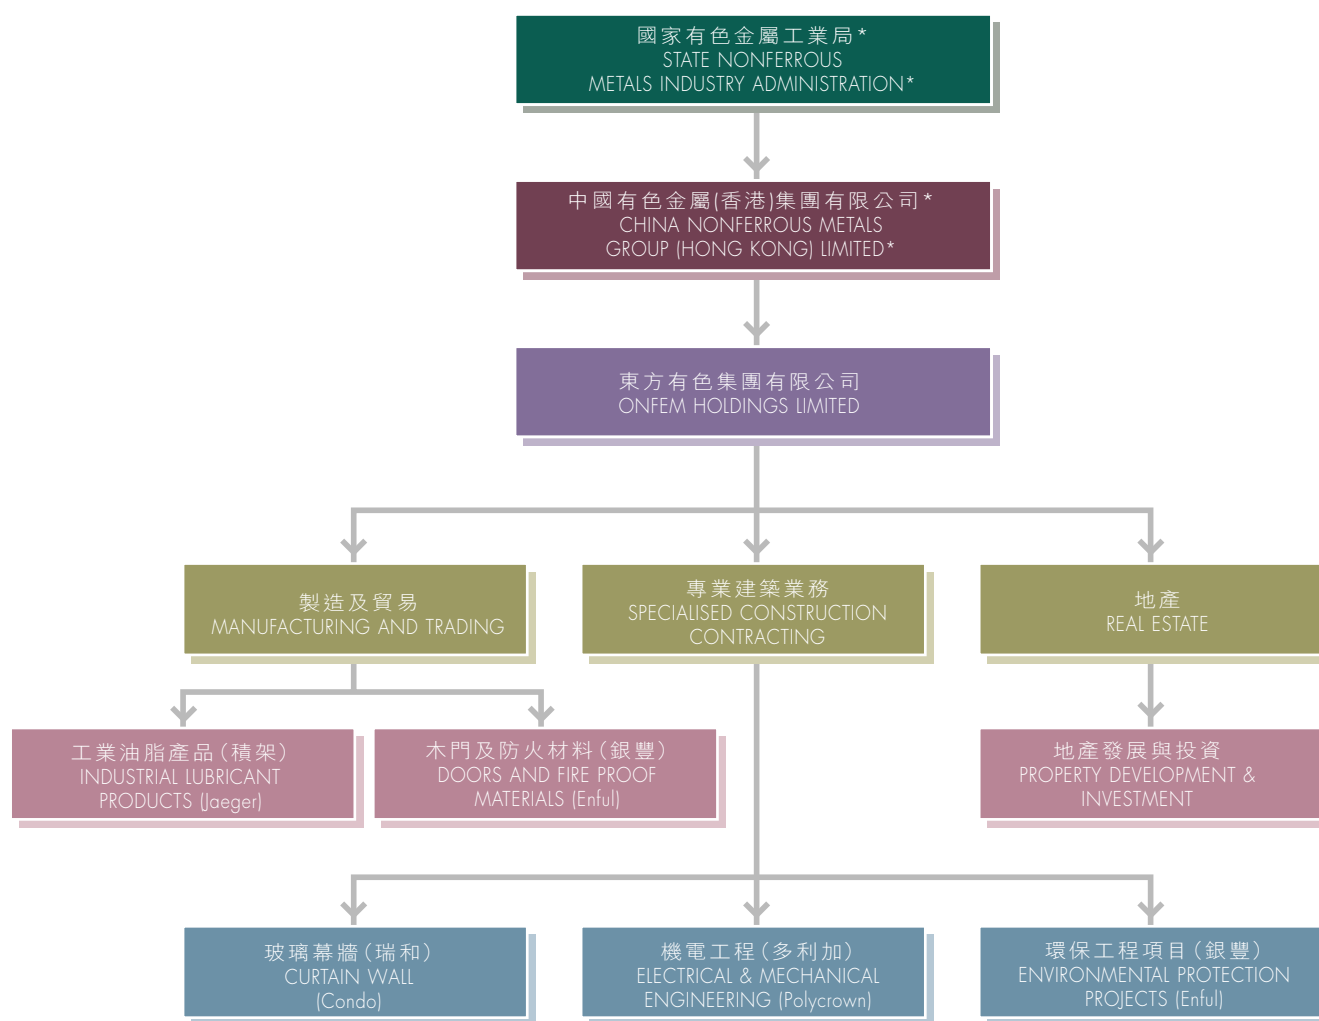 國家有色金屬工業局*
STATE NONFERROUS
METALS INDUSTRY ADMINISTRATION*
中國有色金屬(香港)集團有限公司*
CHINA NONFERROUS METALS
GROUP (HONG KONG) LIMITED*
東方有色集團有限公司
ONFEM HOLDINGS LIMITED
製造及貿易
MANUFACTURING AND TRADING
專業建築業務
SPECIALISED CONSTRUCTION
CONTRACTING
地產
REAL ESTATE
工業油脂產品(積架)
INDUSTRIAL LUBRICANT
PRODUCTS (Jaeger)
木門及防火材料(銀豐)
DOORS AND FIRE PROOF
MATERIALS (Enful)
地產發展與投資
PROPERTY DEVELOPMENT &
INVESTMENT
玻璃幕牆(瑞和)
CURTAIN WALL
(Condo)
機電工程(多利加)
ELECTRICAL & MECHANICAL
ENGINEERING (Polycrown)
環保工程項目(銀豐)
ENVIRONMENTAL PROTECTION
PROJECTS (Enful)